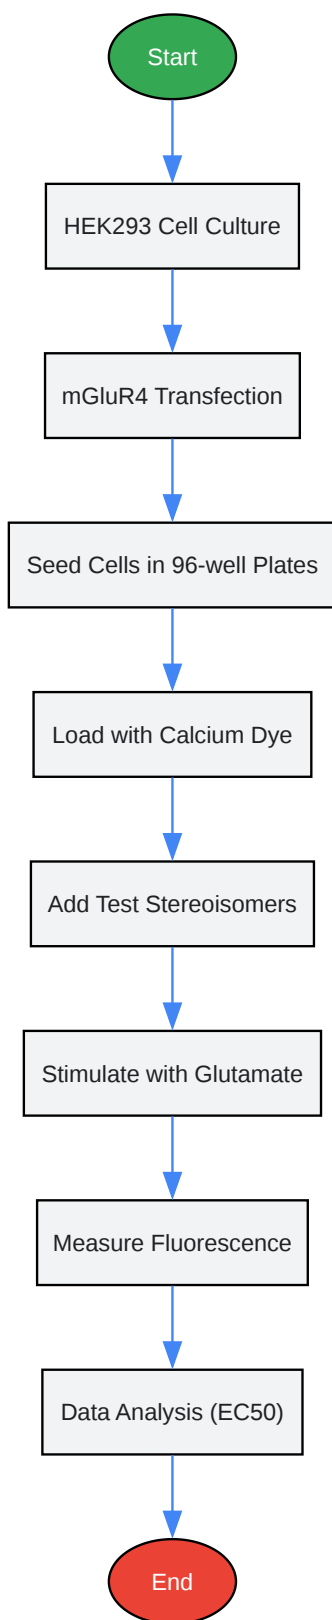 Start
HEK293 Cell Culture
mGluR4 Transfection
Seed Cells in 96-well Plates
Load with Calcium Dye
Add Test Stereoisomers
Stimulate with Glutamate
Measure Fluorescence
Data Analysis (EC50)
End